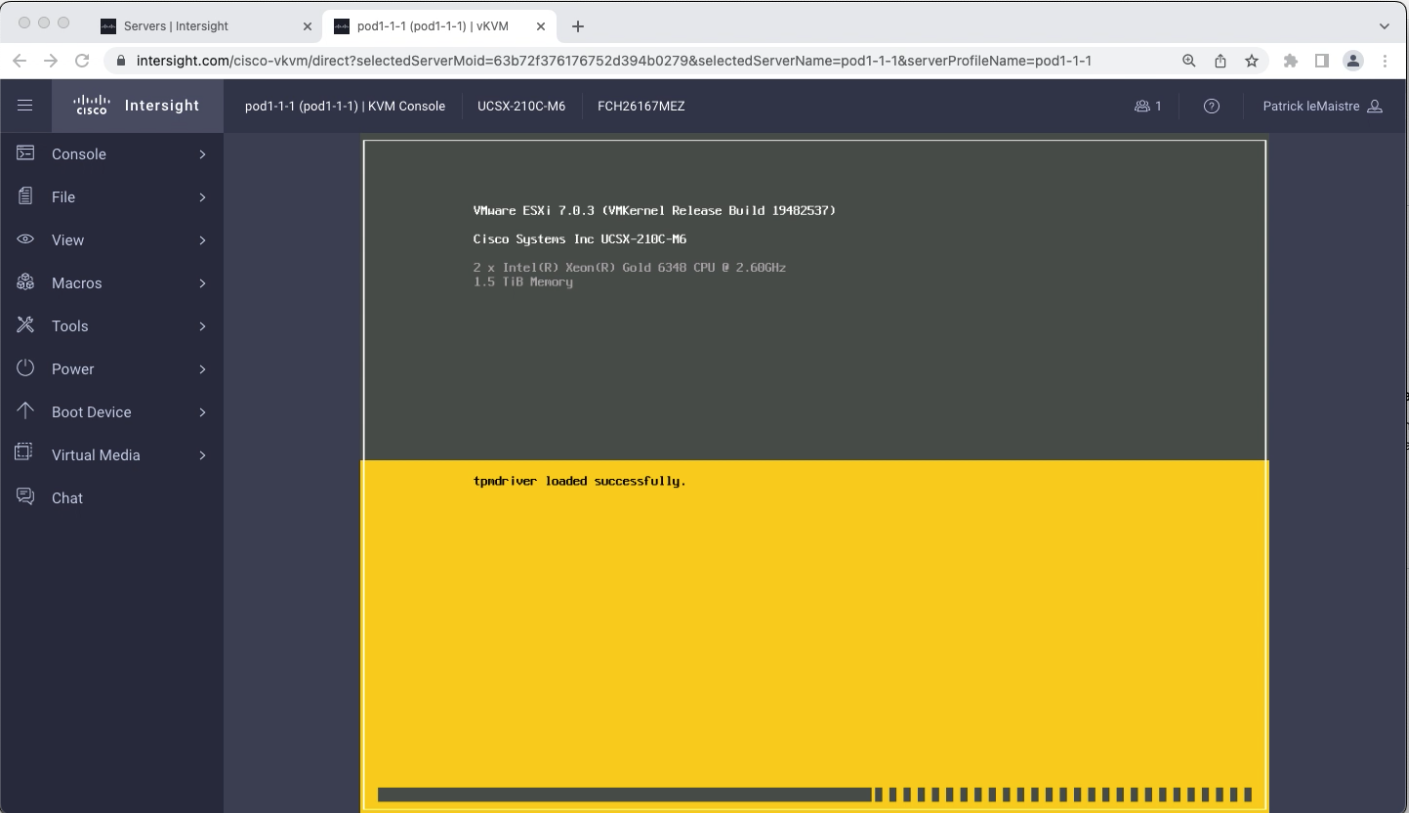 Servers | Intersight
pod1-1-1 (pod1-1-1) | vKVM
intersight.com/cisco-vkvm/direct?selectedServerMoid=63b72f376176752d394b0279&selectedServerName=pod1-1-1&serverProfileName=pod1-1-1
cisco Intersight
pod1-1-1 (pod1-1-1) | KVM Console
UCSX-210C-M6
FCH26167MEZ
1
Patrick leMaistre
Console
File
View
Macros
Tools
Power
Boot Device
Virtual Media
Chat
VMware ESXi 7.0.3 (VMKernel Release Build 19482537)
Cisco Systems Inc UCSX-210C-M6
2 x Intel(R) Xeon(R) Gold 6348 CPU @ 2.60GHz
1.5 TiB Memory
tpmdriver loaded successfully.